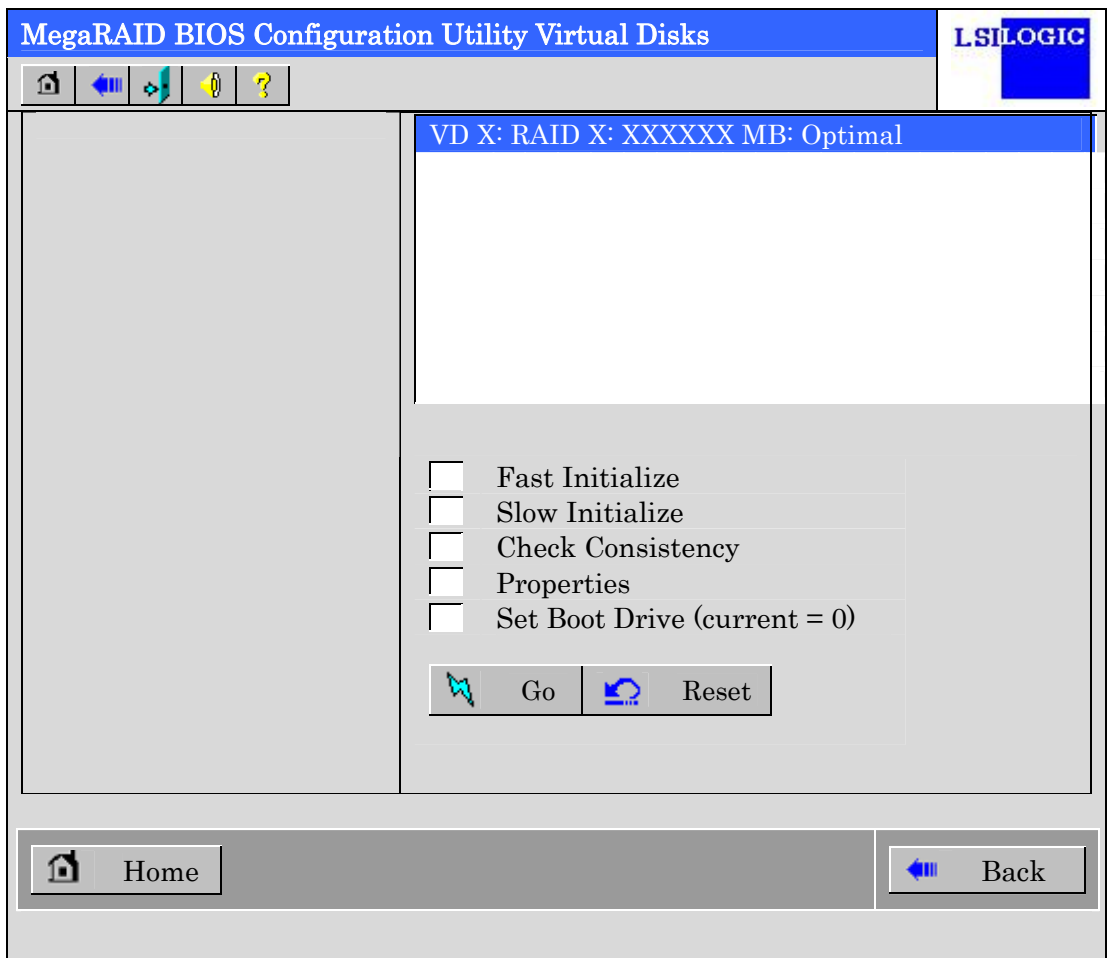 MegaRAID BIOS Configuration Utility Virtual Disks
LSILOGIC
VD X: RAID X: XXXXXX MB: Optimal
Fast Initialize
Slow Initialize
Check Consistency
Properties
Set Boot Drive (current = 0)
Go Reset
Home Back